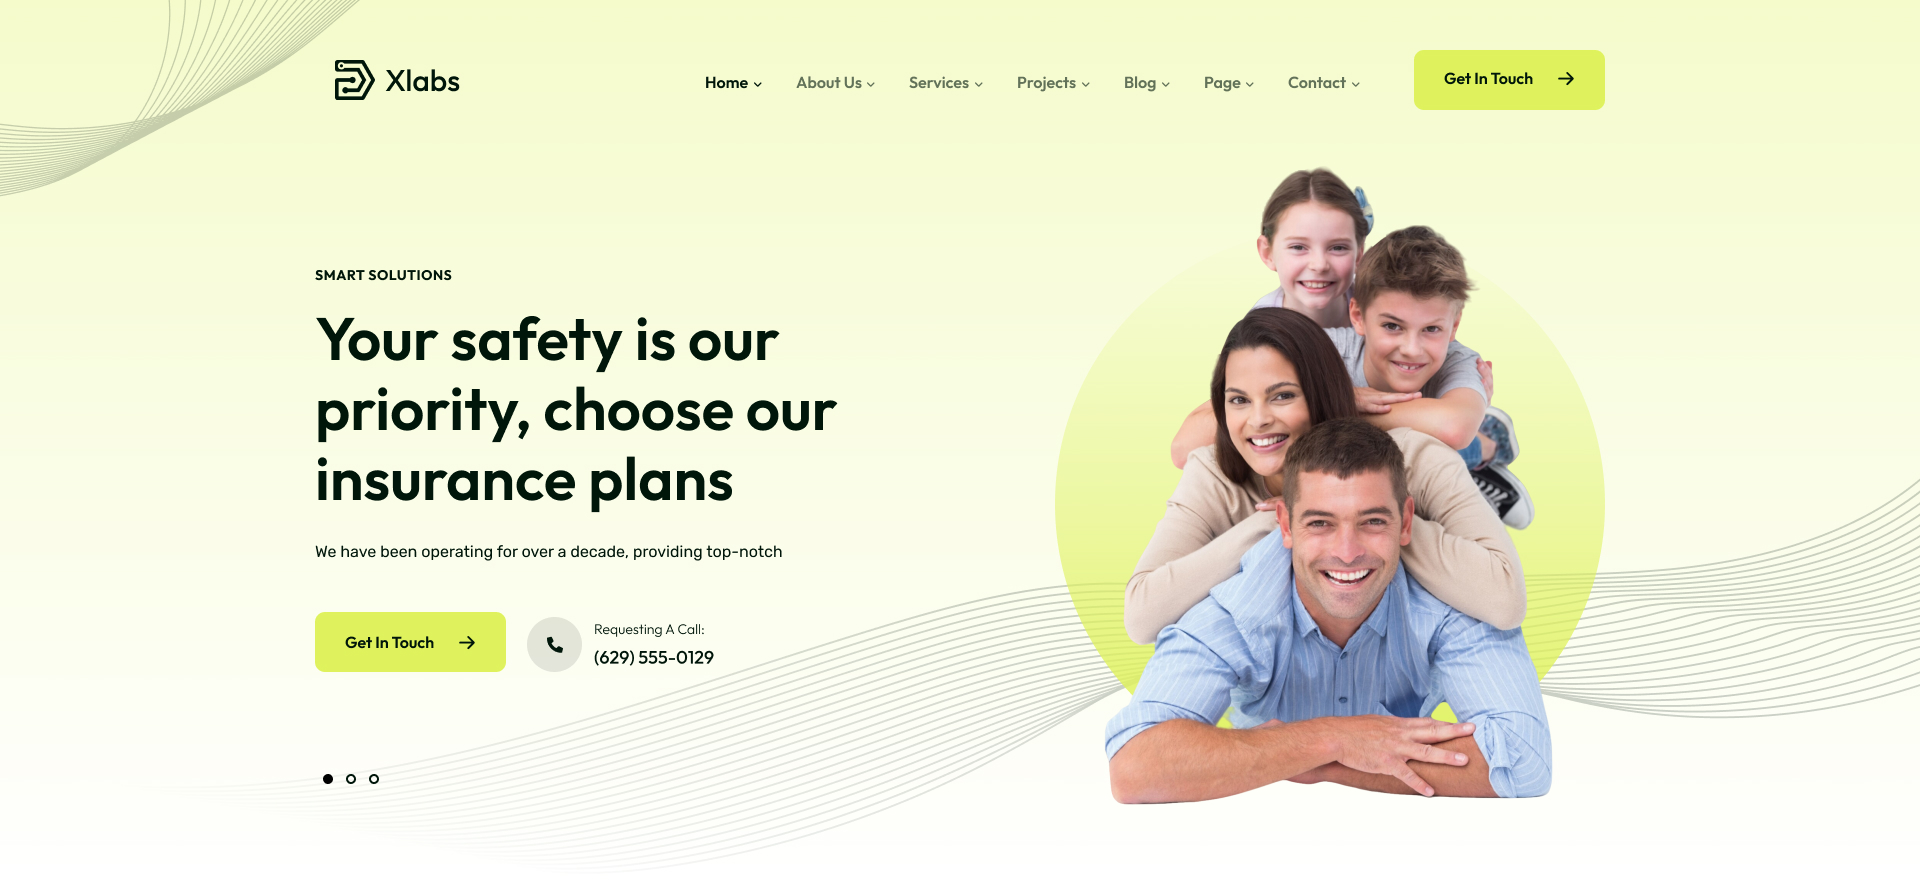 Xlabs
Home
About Us
Services
Projects
Blog
Page
Contact
Get In Touch
SMART SOLUTIONS
Your safety is our
priority, choose our
insurance plans
We have been operating for over a decade, providing top-notch
Get In Touch
Requesting A Call:
(629) 555-0129